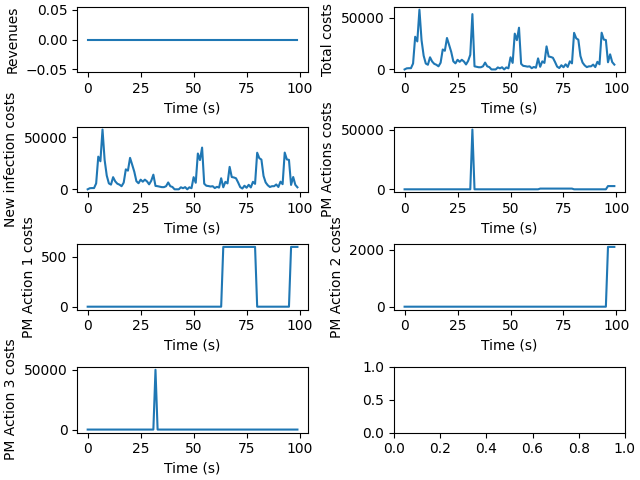 Revenues
0.05
0.00
−0.05
0 25 50 75 100
Time (s)
Total costs
50000
0
0 25 50 75 100
Time (s)
New infection costs
50000
0
0 25 50 75 100
Time (s)
PM Actions costs
50000
0
0 25 50 75 100
Time (s)
PM Action 1 costs
500
0
0 25 50 75 100
Time (s)
PM Action 2 costs
2000
0
0 25 50 75 100
Time (s)
PM Action 3 costs
50000
0
0 25 50 75 100
Time (s)
1.0
0.5
0.0
0.0 0.2 0.4 0.6 0.8 1.0